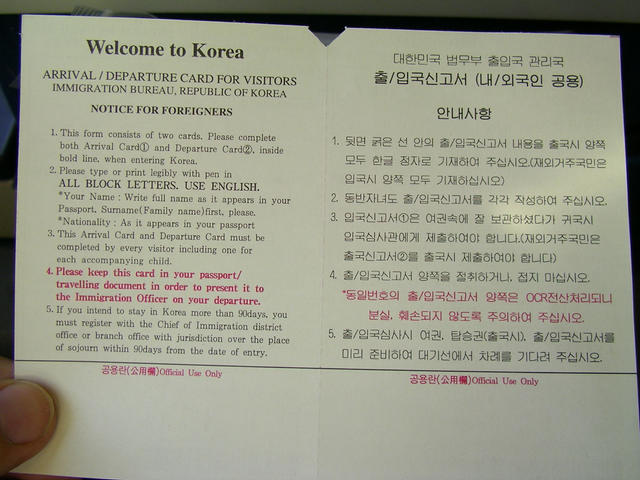 Welcome to Korea
ARRIVAL / DEPARTURE CARD FOR VISITORS
IMMIGRATION BUREAU, REPUBLIC OF KOREA
NOTICE FOR FOREIGNERS
1. This form consists of two cards. Please complete
both Arrival Card① and Departure Card②, inside
bold line, when entering Korea.
2. Please type or print legibly with pen in
ALL BLOCK LETTERS. USE ENGLISH.
*Your Name : Write full name as it appears in your
Passport. Surname(Family name)first, please.
*Nationality : As it appears in your passport
3. This Arrival Card and Departure Card must be
completed by every visitor including one for
each accompanying child.
4. Please keep this card in your passport/
travelling document in order to present it to
the Immigration Officer on your departure.
5. If you intend to stay in Korea more than 90days, you
must register with the Chief of Immigration district
office or branch office with jurisdiction over the place
of sojourn within 90days from the date of entry.
공용란(公用欄)Official Use Only
대한민국 법무부 출입국 관리국
출/입국신고서 (내/외국인 공용)
안내사항
1. 뒷면 굵은 선 안의 출/입국신고서 내용을 출국시 양쪽
모두 한글 정자로 기재하여 주십시오.(재외거주국민은
입국시 양쪽 모두 기재하십시오)
2. 동반자녀도 출/입국신고서를 각각 작성하여 주십시오.
3. 입국신고서①은 여권속에 잘 보관하셨다가 귀국시
입국심사관에게 제출하여야 합니다.(재외거주국민은
출국신고서②를 출국시 제출하여야 합니다)
4. 출/입국신고서 양쪽을 절취하거나, 접지 마십시오.
*동일번호의 출/입국신고서 양쪽은 OCR전산처리되니
분실, 훼손되지 않도록 주의하여 주십시오.
5. 출/입국심사시 여권, 탑승권(출국시), 출/입국신고서를
미리 준비하여 대기선에서 차례를 기다려 주십시오.
공용란(公用欄)Official Use Only